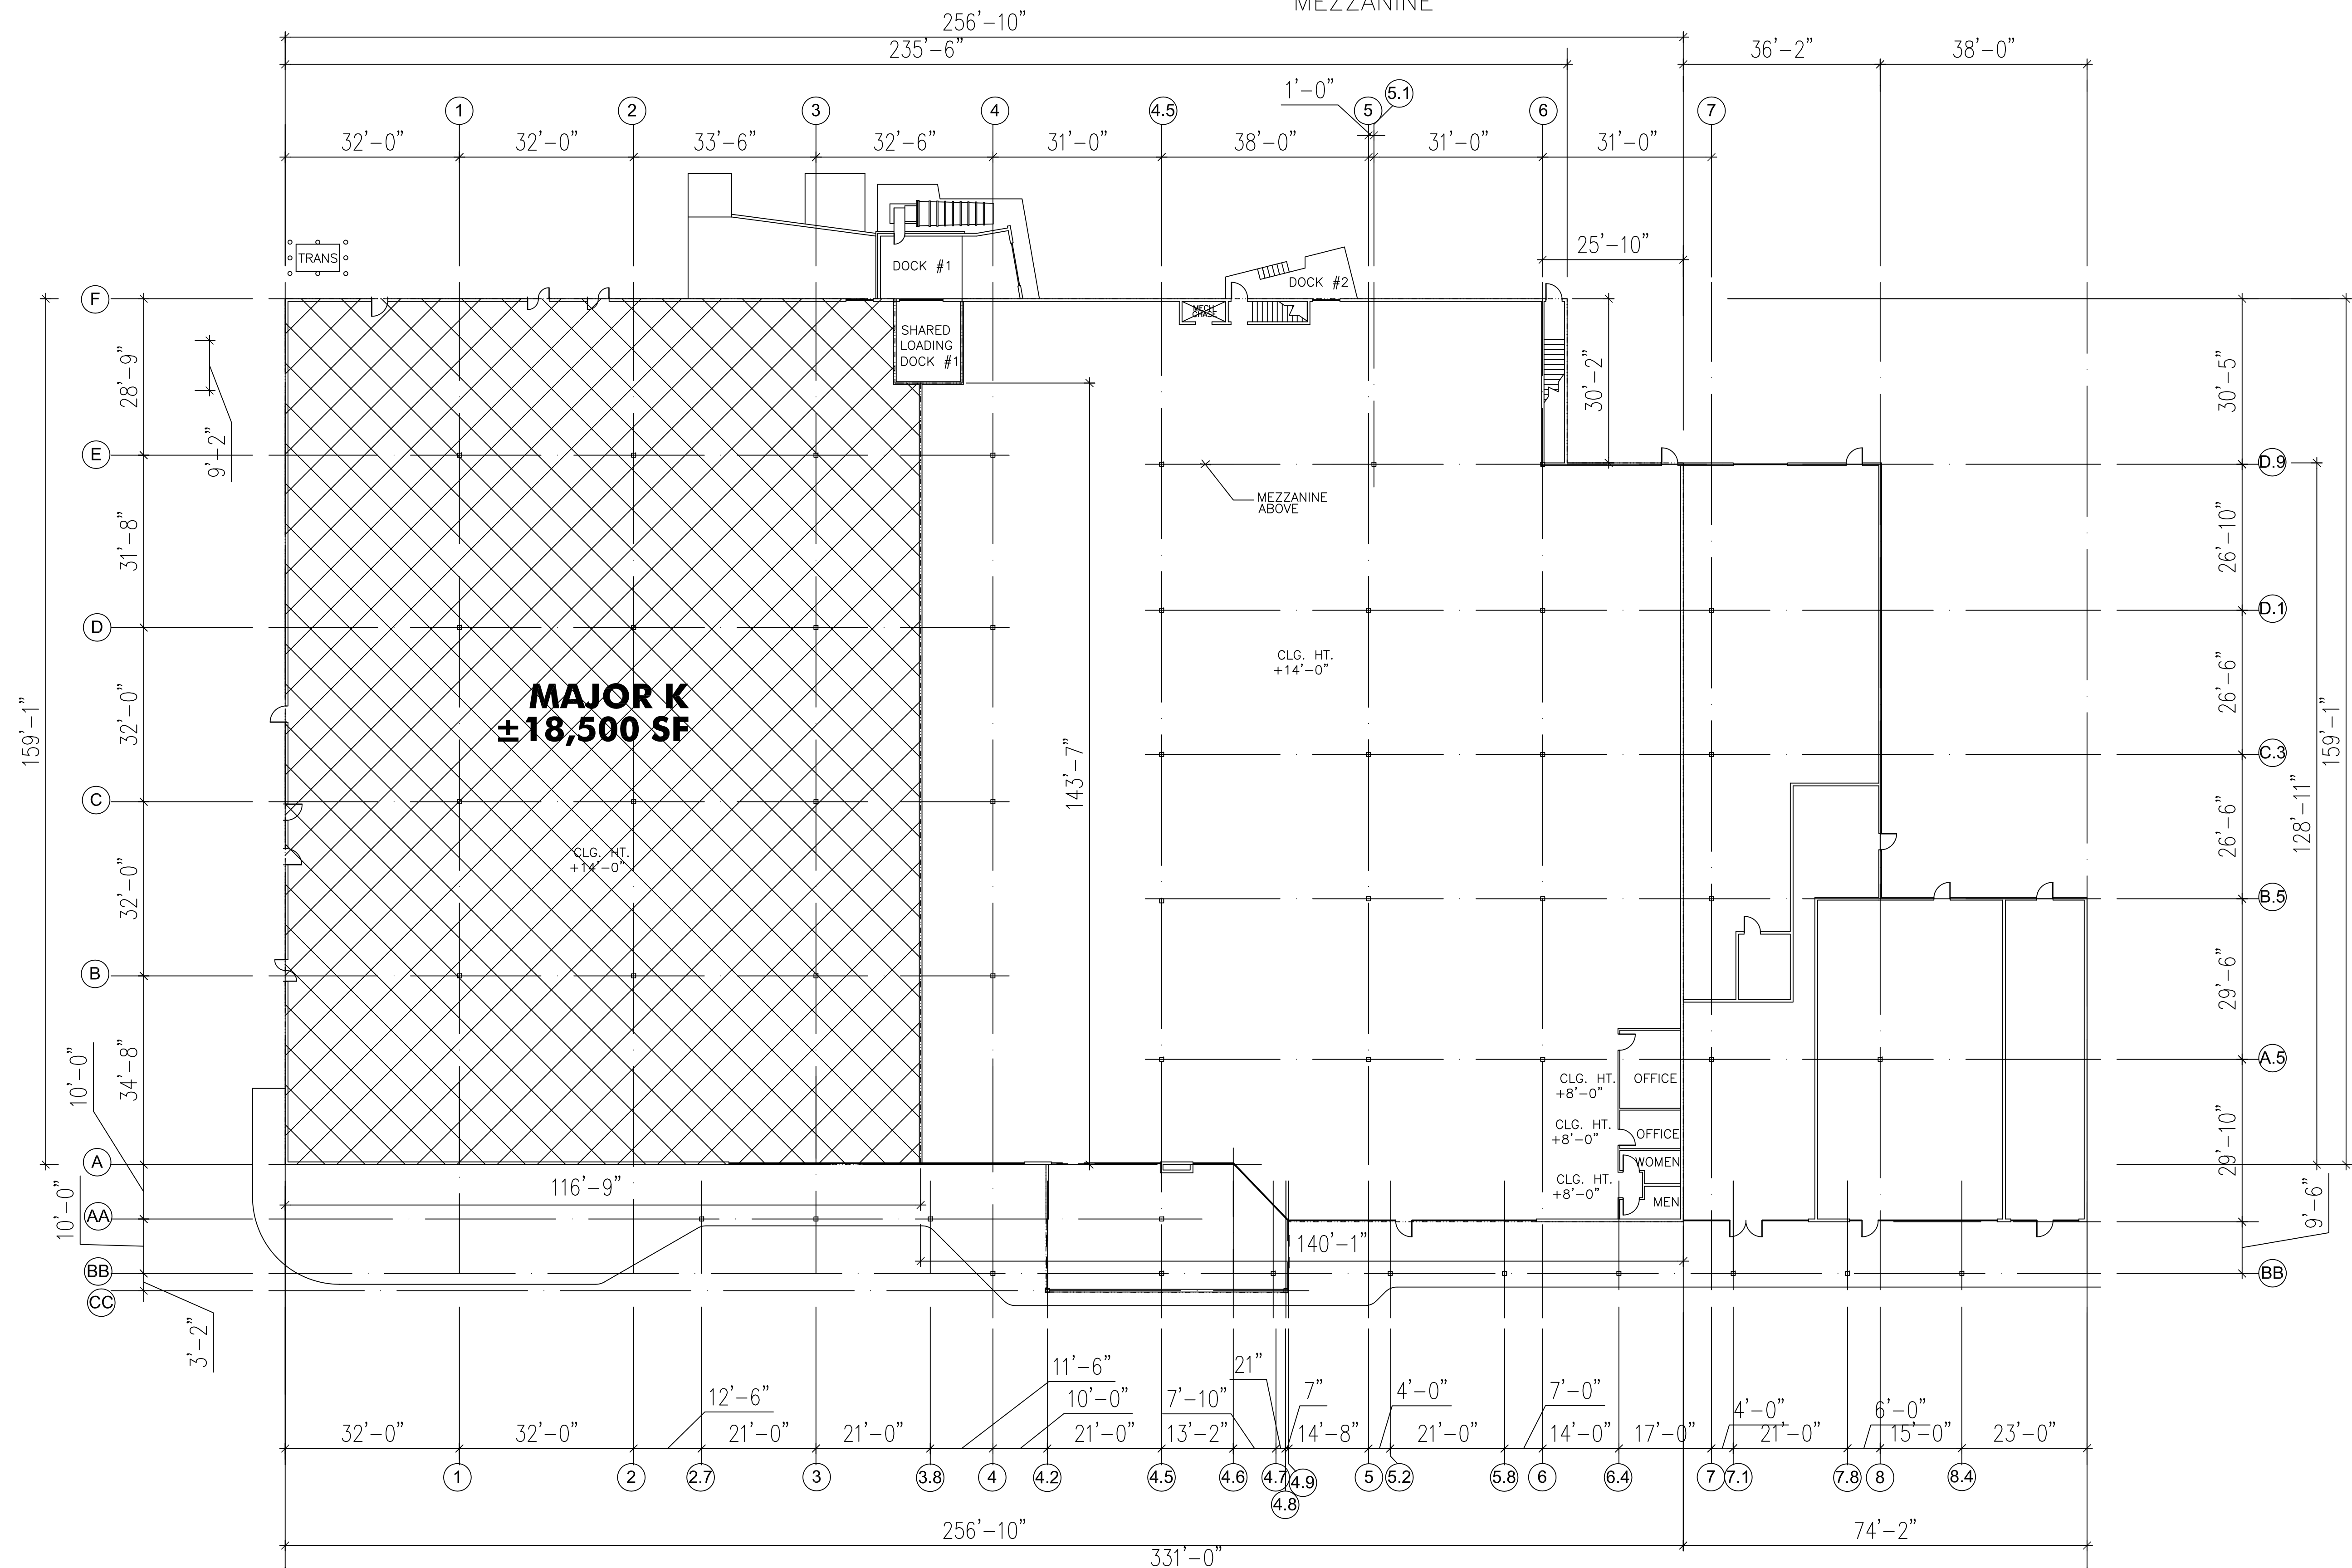 MEZZANINE
256'-10"
235'-6"
36'-2"
38'-0"
1'-0"
5.1
1
2
3
4
4.5
5
6
7
32'-0"
32'-0"
33'-6"
32'-6"
31'-0"
38'-0"
31'-0"
31'-0"
25'-10"
TRANS
DOCK #1
DOCK #2
F
MECH
CHASE
SHARED
LOADING
DOCK #1
28'-9"
9'-2"
30'-2"
30'-5"
E
D.9
MEZZANINE
ABOVE
31'-8"
26'-10"
D
D.1
CLG. HT.
+14'-0"
MAJOR K
±18,500 SF
32'-0"
26'-6"
159'-1"
143'-7"
159'-1"
C.3
C
128'-11"
CLG. HT.
+14'-0"
32'-0"
26'-6"
B.5
B
29'-6"
10'-0"
34'-8"
A.5
CLG. HT.
+8'-0"
OFFICE
CLG. HT.
+8'-0"
OFFICE
29'-10"
A
WOMEN
CLG. HT.
+8'-0"
MEN
116'-9"
10'-0"
AA
9'-6"
140'-1"
BB
BB
CC
3'-2"
11'-6"
21"
12'-6"
10'-0"
7'-10"
7"
4'-0"
7'-0"
4'-0"
6'-0"
32'-0"
32'-0"
21'-0"
21'-0"
21'-0"
13'-2"
14'-8"
21'-0"
14'-0"
17'-0"
21'-0"
15'-0"
23'-0"
1
2
2.7
3
3.8
4
4.2
4.5
4.6
4.7
4.8
4.9
5
5.2
5.8
6
6.4
7
7.1
7.8
8
8.4
256'-10"
74'-2"
331'-0"